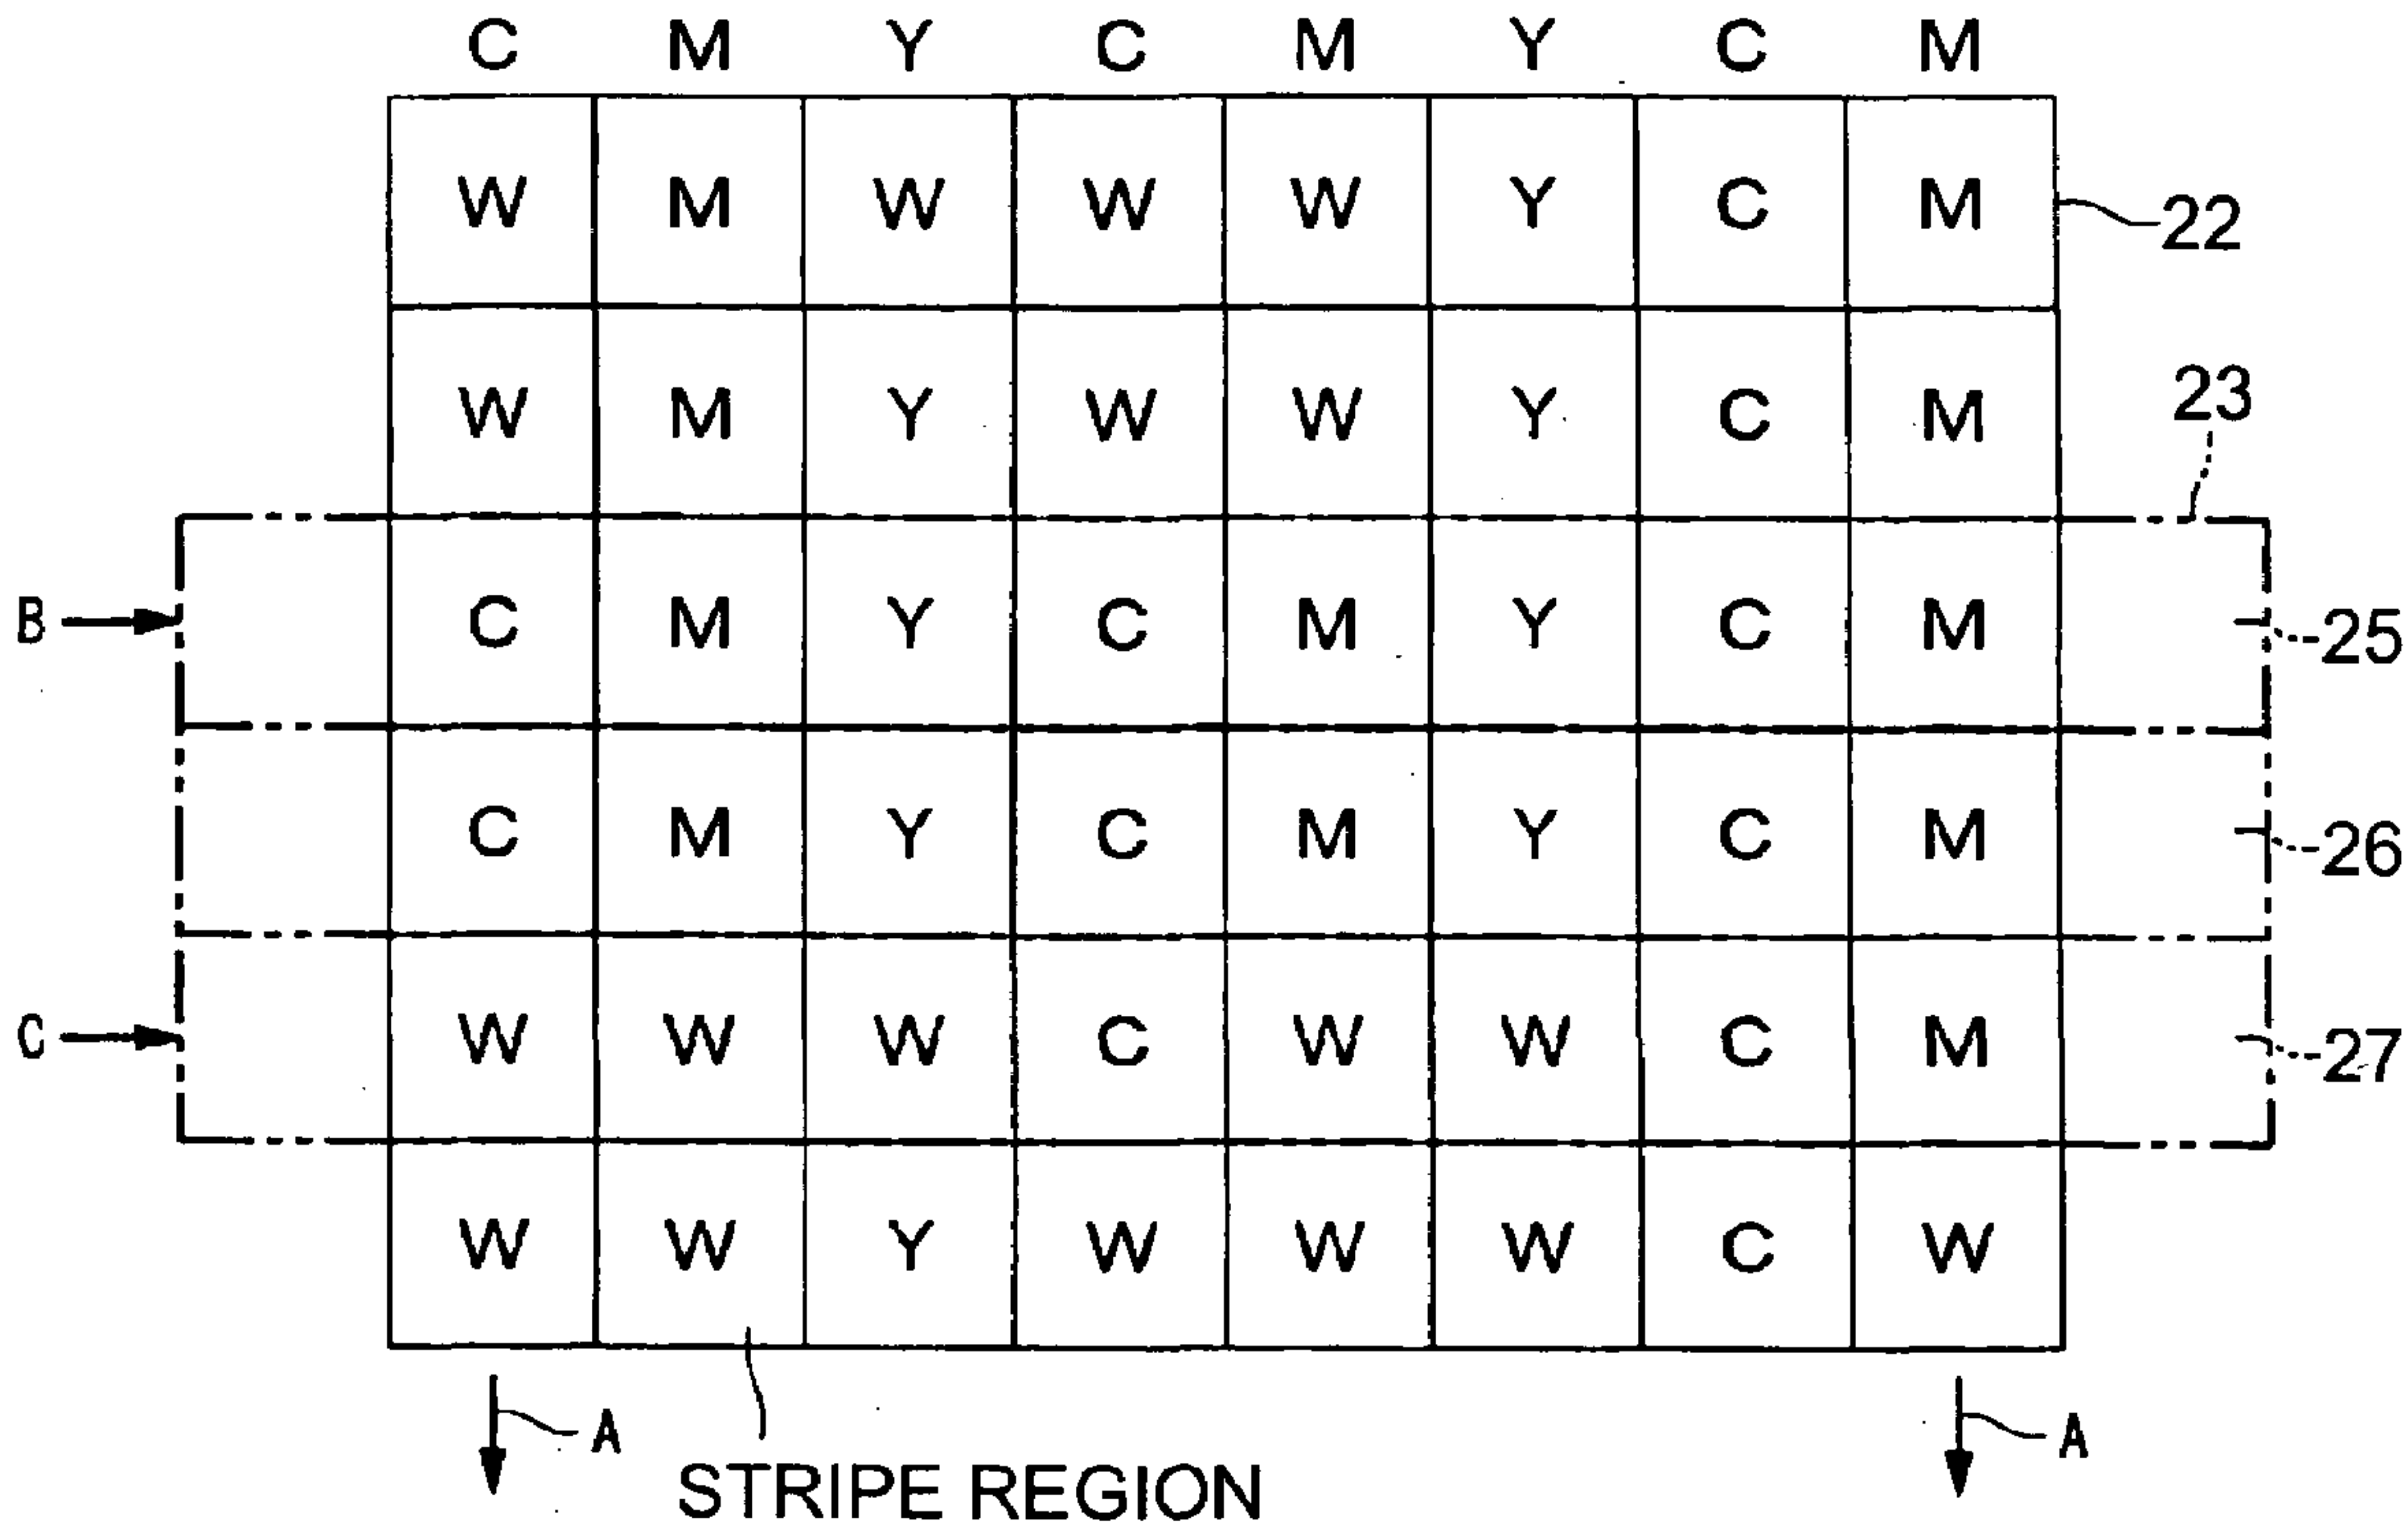 C M Y C M Y C M
W M W W W Y C M
22
W M Y W W Y C M
23
B C M Y C M Y C M
25
C M Y C M Y C M
26
C W W W C W W C M
27
W W Y W W W C W
A A
STRIPE REGION